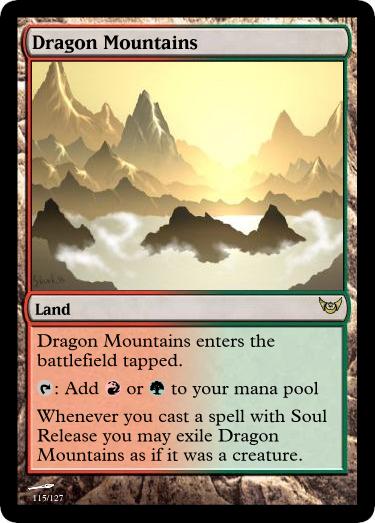 Dragon Mountains
Land
Dragon Mountains enters the
battlefield tapped.
: Add or to your mana pool
Whenever you cast a spell with Soul
Release you may exile Dragon
Mountains as if it was a creature.
115/127